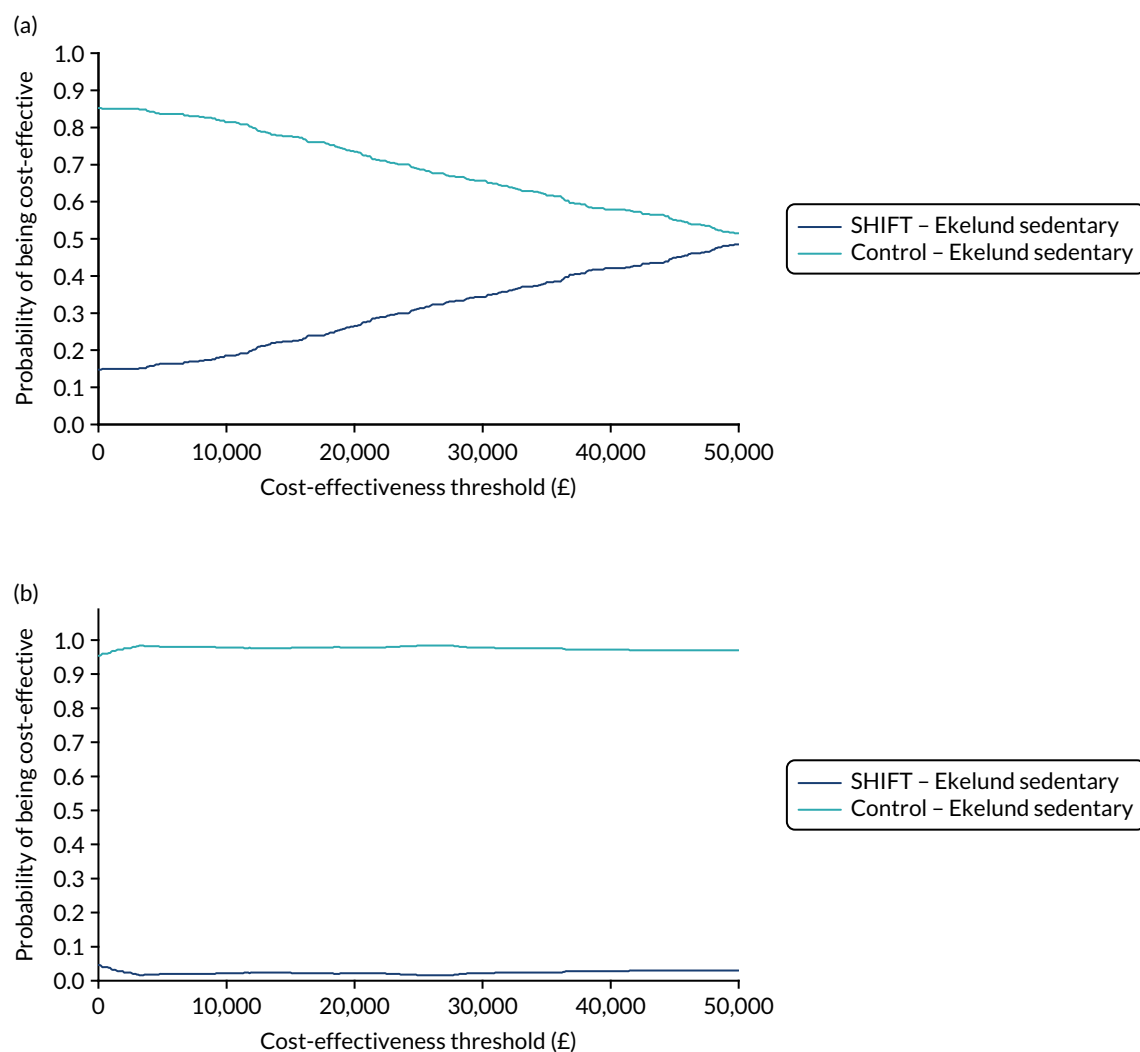 (a)
1.0
0.9
0.8
0.7
0.6
0.5
0.4
0.3
0.2
0.1
0.0
Probability of being cost-effective
0 10,000 20,000 30,000 40,000 50,000
Cost-effectiveness threshold (£)
SHIFT – Ekelund sedentary
Control – Ekelund sedentary
(b)
1.0
0.9
0.8
0.7
0.6
0.5
0.4
0.3
0.2
0.1
0.0
Probability of being cost-effective
0 10,000 20,000 30,000 40,000 50,000
Cost-effectiveness threshold (£)
SHIFT – Ekelund sedentary
Control – Ekelund sedentary